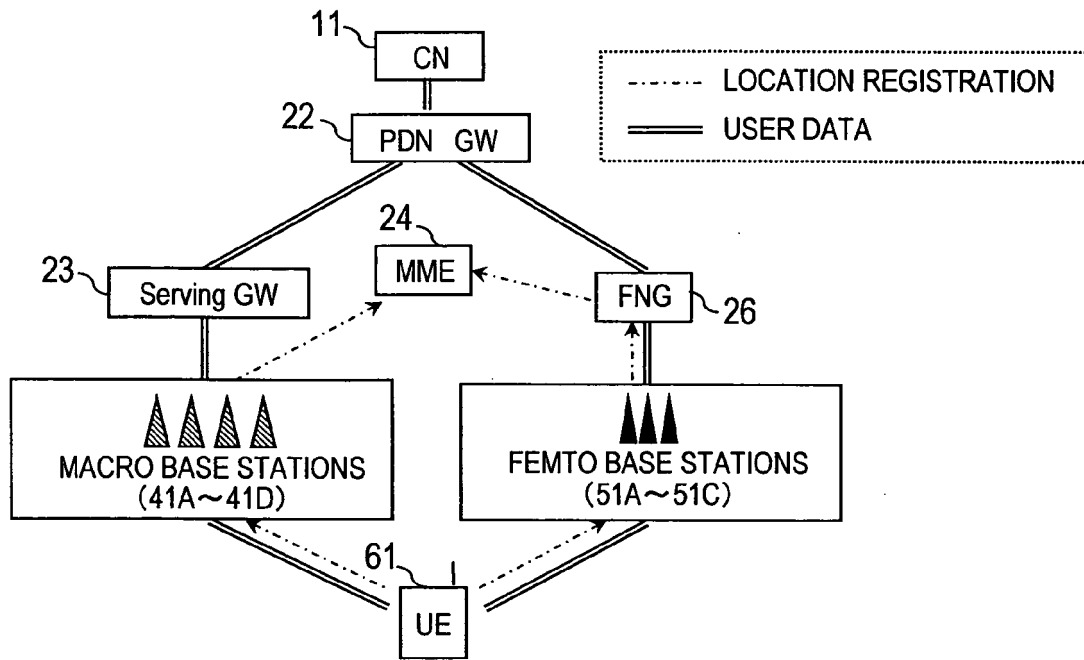 11
CN
LOCATION REGISTRATION
USER DATA
22
PDN GW
24
MME
23
Serving GW
FNG
26
MACRO BASE STATIONS
(41A～41D)
FEMTO BASE STATIONS
(51A～51C)
61
UE